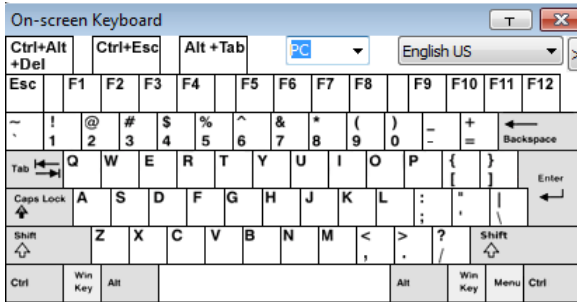 On-screen Keyboard
Ctrl+Alt
+Del
Ctrl+Esc
Alt +Tab
PC
English US
Esc F1 F2 F3 F4 F5 F6 F7 F8 F9 F10 F11 F12
~ ! @ # $ % ^ & * ( ) _ +
` 1 2 3 4 5 6 7 8 9 0 - = Backspace
Tab Q W E R T Y U I O P { }
[ ] Enter
Caps Lock A S D F G H J K L : " |
; ' \
Shift Z X C V B N M < > ? Shift
, . /
Ctrl Win Key Alt Alt Win Key Menu Ctrl